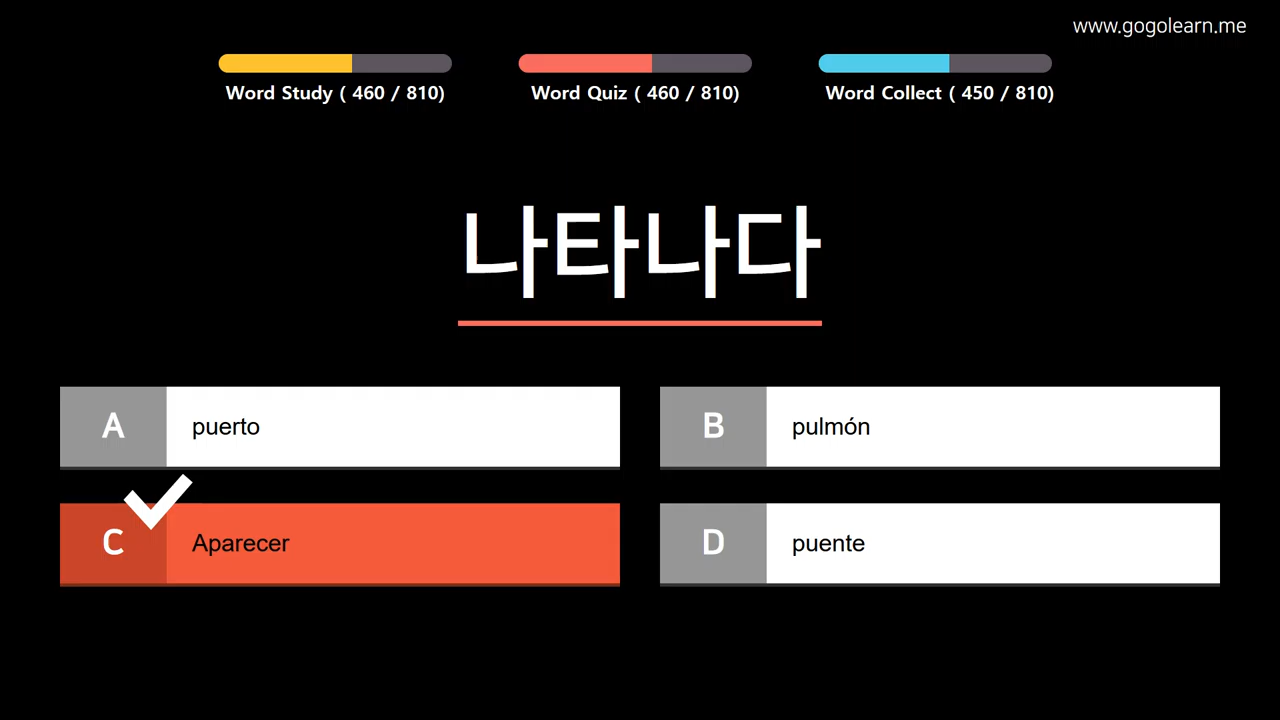 www.gogolearn.me
Word Study ( 460 / 810)
Word Quiz ( 460 / 810)
Word Collect ( 450 / 810)
나타나다
A puerto
B pulmón
C Aparecer
D puente